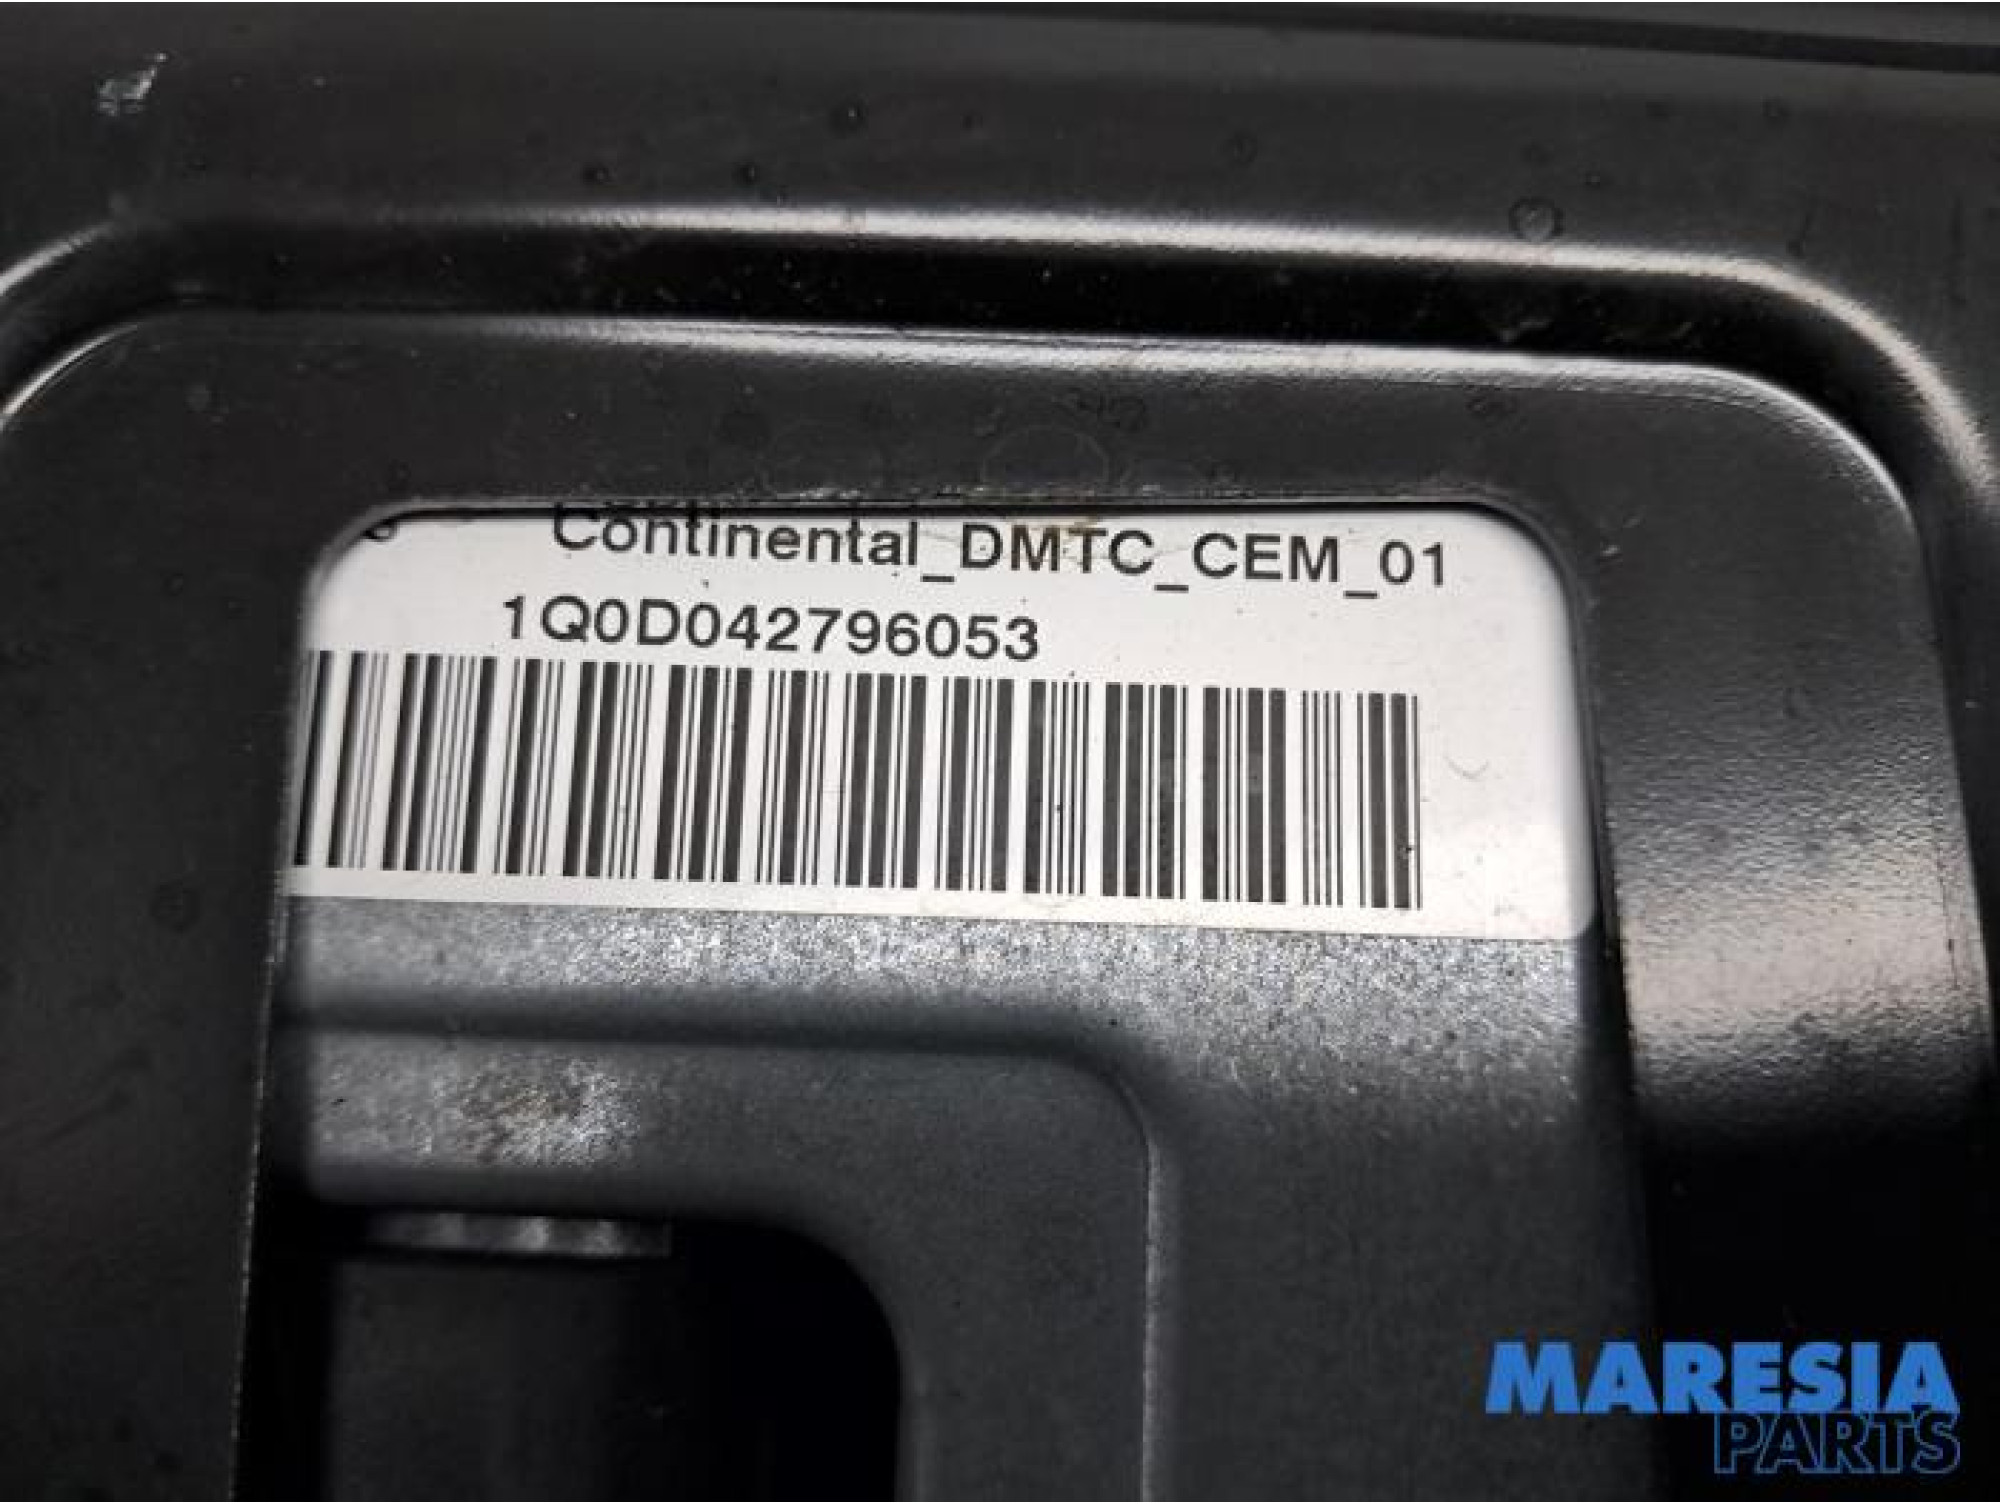 Continental_DMTC_CEM_01
1Q0D042796053
MARESIA
PARTS